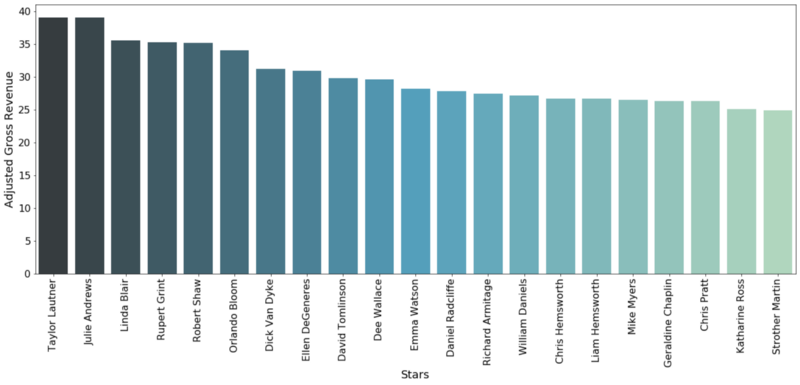 Adjusted Gross Revenue
40
35
30
25
20
15
10
5
0
Taylor Lautner
Julie Andrews
Linda Blair
Rupert Grint
Robert Shaw
Orlando Bloom
Dick Van Dyke
Ellen DeGeneres
David Tomlinson
Dee Wallace
Emma Watson
Daniel Radcliffe
Richard Armitage
William Daniels
Chris Hemsworth
Liam Hemsworth
Mike Myers
Geraldine Chaplin
Chris Pratt
Katharine Ross
Strother Martin
Stars